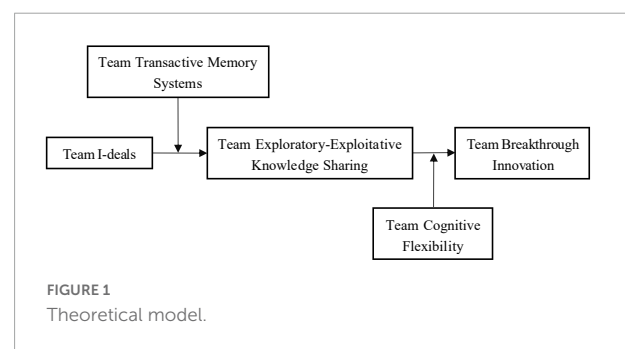 Team Transactive Memory
Systems
Team I-deals
Team Exploratory-Exploitative
Knowledge Sharing
Team Breakthrough
Innovation
Team Cognitive
Flexibility
FIGURE 1
Theoretical model.